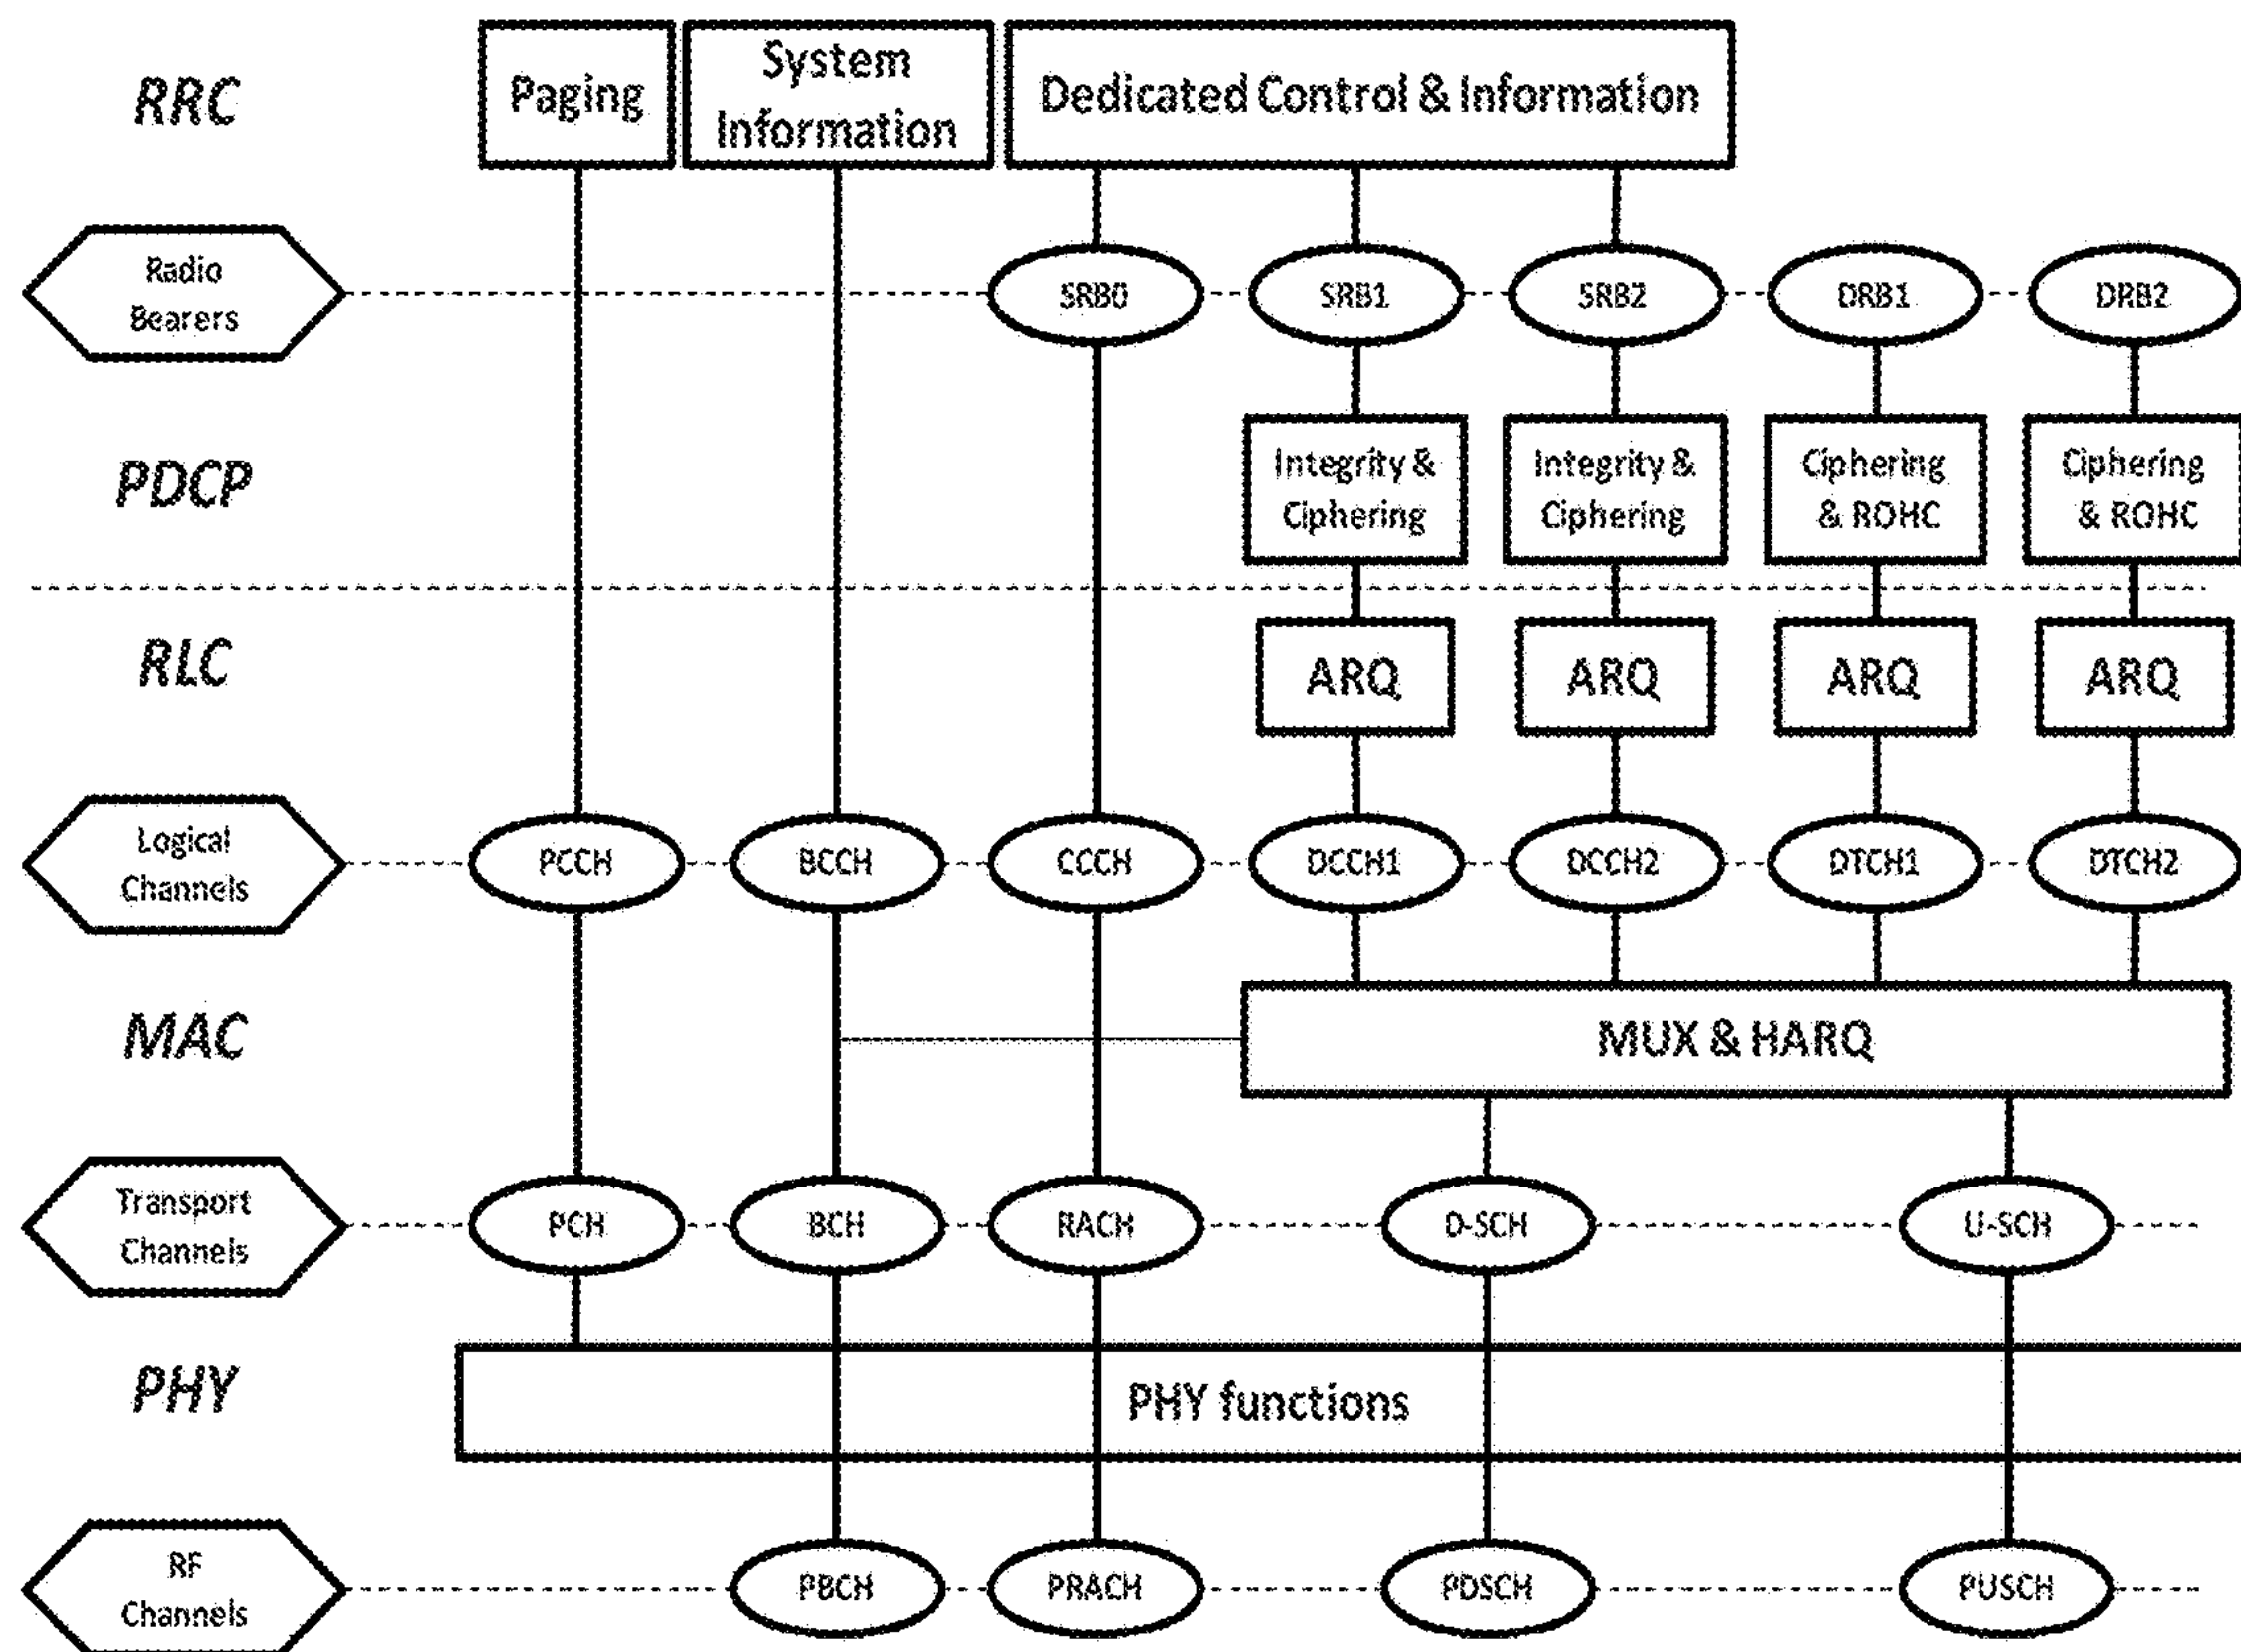 RRC
Paging
System
Information
Dedicated Control & Information
Radio
Bearers
SRB0
SRB1
SRB2
DRB1
DRB2
PDCP
Integrity &
Ciphering
Integrity &
Ciphering
Ciphering
& ROHC
Ciphering
& ROHC
RLC
ARQ
ARQ
ARQ
ARQ
Logical
Channels
PCCH
BCCH
CCCH
DCCH1
DCCH2
DTCH1
DTCH2
MAC
MUX & HARQ
Transport
Channels
PCH
BCH
RACH
D-SCH
U-SCH
PHY
PHY functions
RF
Channels
PBCH
PRACH
PDSCH
PUSCH